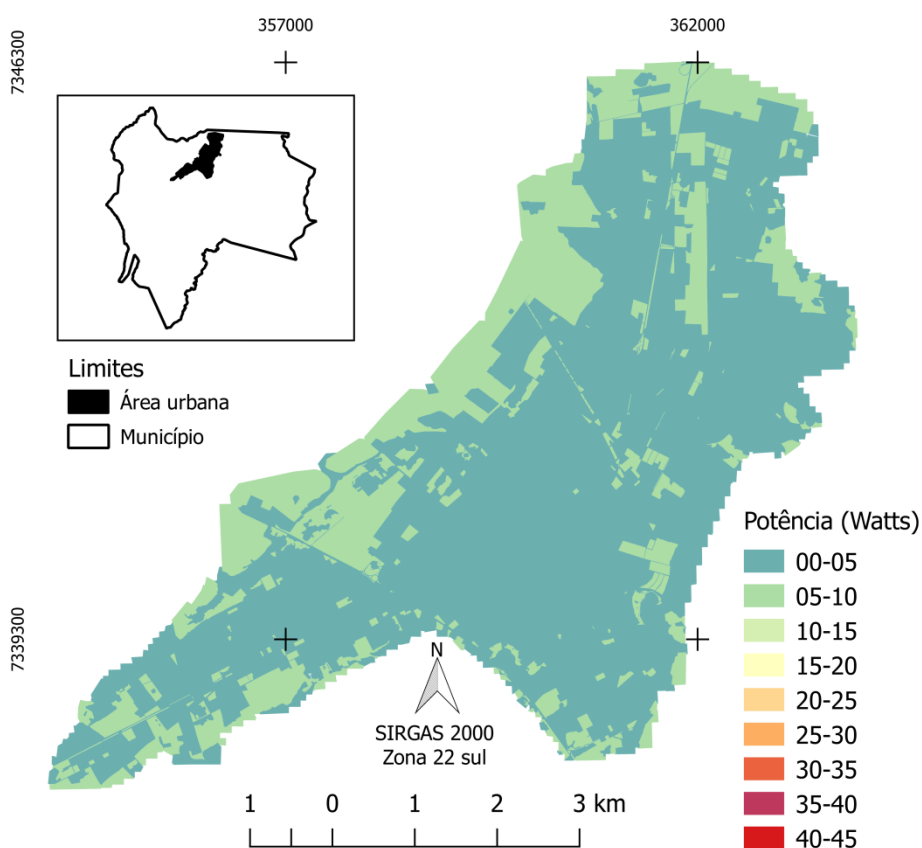 357000
362000
7346300
Limites
Área urbana
Município
Potência (Watts)
00-05
05-10
10-15
15-20
20-25
25-30
30-35
35-40
40-45
7339300
N
SIRGAS 2000
Zona 22 sul
1 0 1 2 3 km